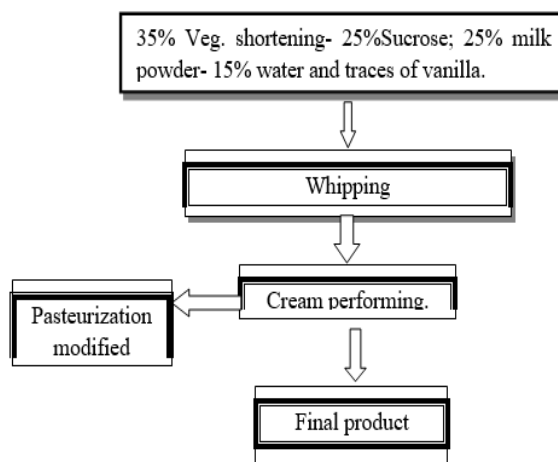 35% Veg. shortening- 25%Sucrose; 25% milk
powder- 15% water and traces of vanilla.
Whipping
Cream performing.
Pasteurization
modified
Final product